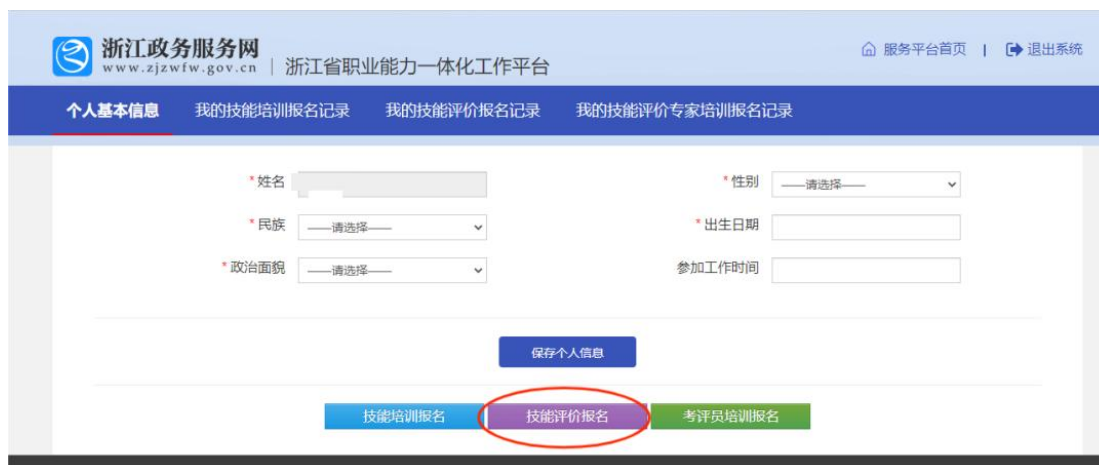 浙江政务服务网
www.zjzwfw.gov.cn | 浙江省职业能力一体化工作平台
服务平台首页 | 退出系统
个人基本信息 我的技能培训报名记录 我的技能评价报名记录 我的技能评价专家培训报名记录
*姓名 *性别 ——请选择——
*民族 ——请选择—— *出生日期
*政治面貌 ——请选择—— 参加工作时间
保存个人信息
技能培训报名 技能评价报名 考评员培训报名